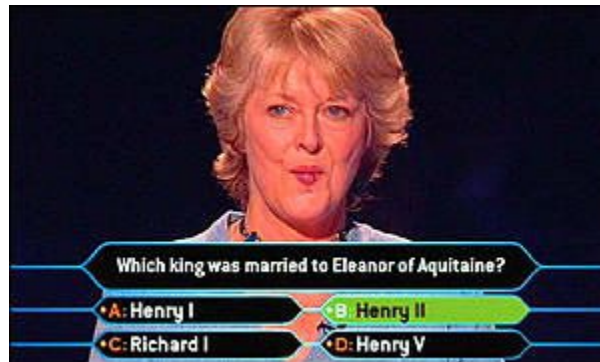 Which king was married to Eleanor of Aquitaine?
A: Henry I
B: Henry II
C: Richard I
D: Henry V